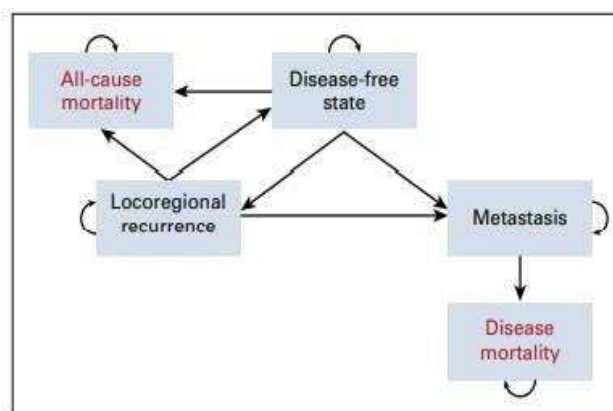 All-cause
mortality
Disease-free
state
Locoregional
recurrence
Metastasis
Disease
mortality